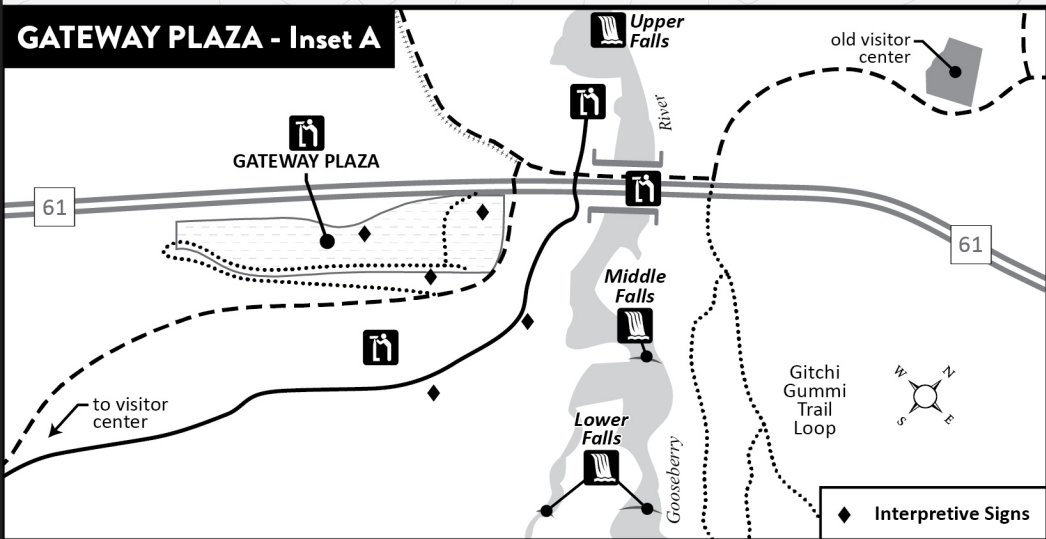 GATEWAY PLAZA - Inset A
Upper
Falls
old visitor
center
River
GATEWAY PLAZA
61
61
Middle
Falls
Gitchi
Gummi
Trail
Loop
W
N
S
E
to visitor
center
Lower
Falls
Gooseberry
Interpretive Signs